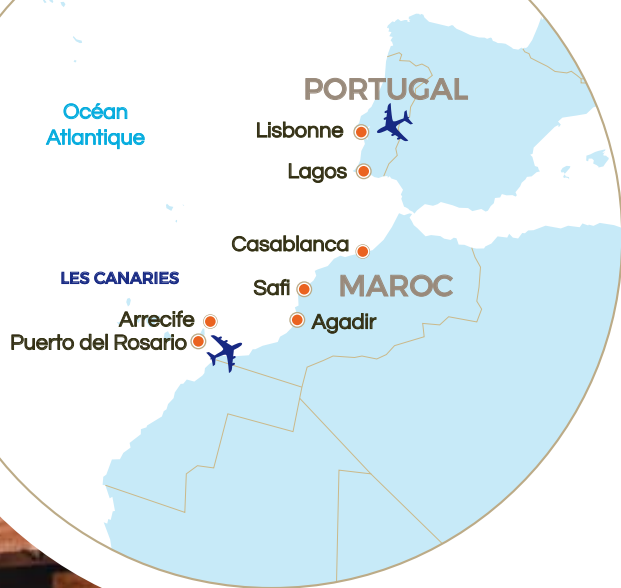 PORTUGAL
Océan
Atlantique
Lisbonne
Lagos
Casablanca
LES CANARIES
MAROC
Safi
Arrecife
Agadir
Puerto del Rosario